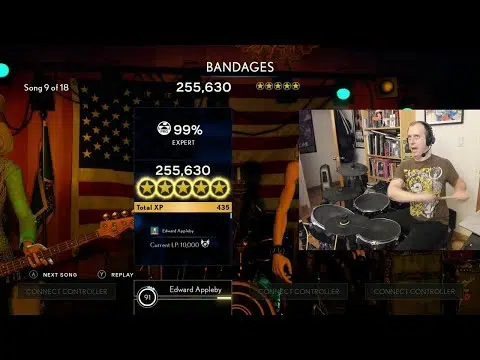 BANDAGES
Song 9 of 18
255,630
99%
EXPERT
255,630
Total XP 435
Edward Appleby
Current LP: 10,000
A NEXT SONG
Y REPLAY
CONNECT CONTROLLER
91 Edward Appleby
CONNECT CONTROLLER
CONNECT CONTROLLER